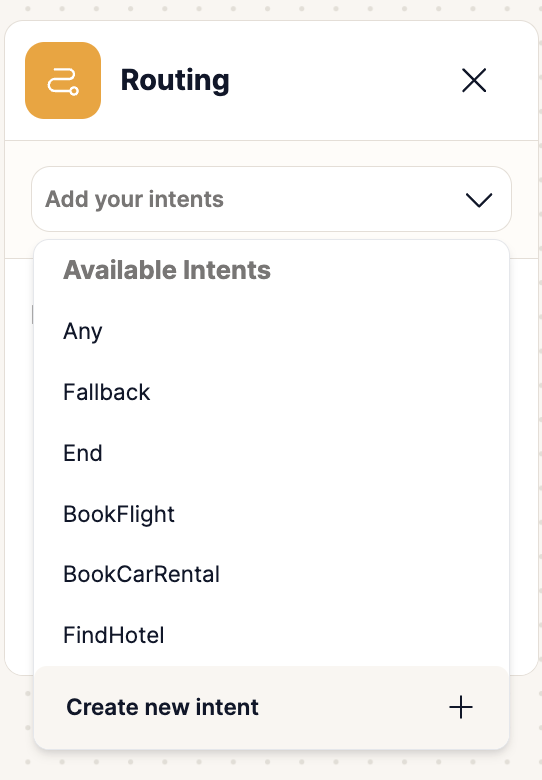 Routing
Add your intents
Available Intents
Any
Fallback
End
BookFlight
BookCarRental
FindHotel
Create new intent